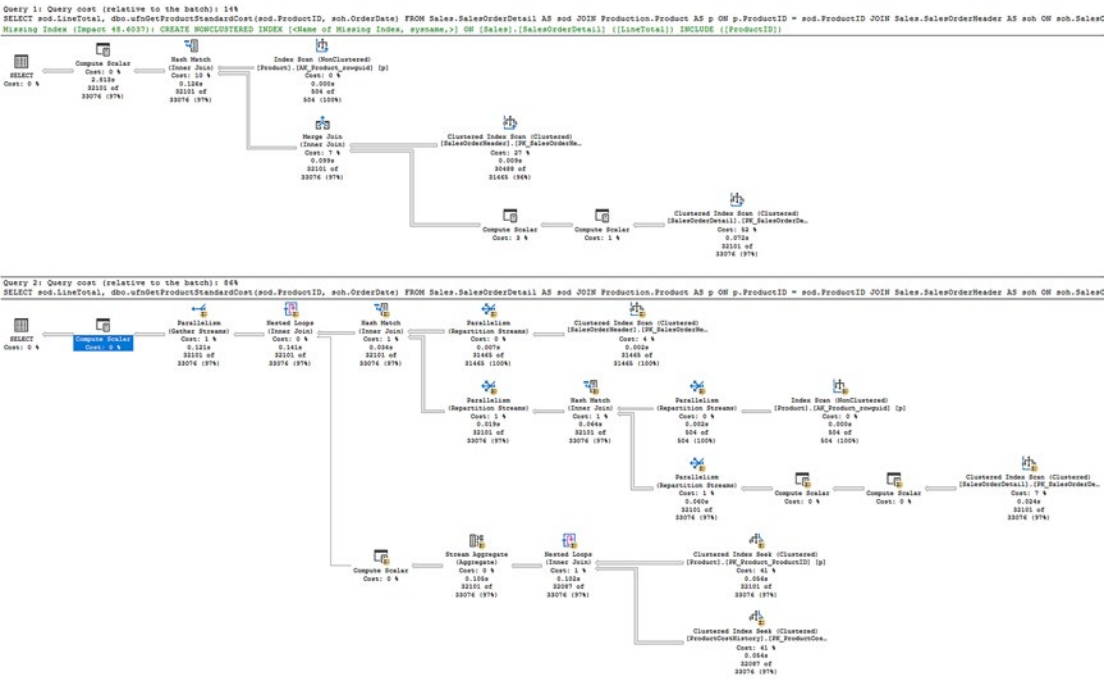 Query 1: Query cost (relative to the batch): 14%
SELECT sod.LineTotal, dbo.ufnGetProductStandardCost(sod.ProductID, soh.OrderDate) FROM Sales.SalesOrderDetail AS sod JOIN Production.Product AS p ON p.ProductID = sod.ProductID JOIN Sales.SalesOrderHeader AS soh ON soh.SalesO
Missing Index (Impact 48.6037): CREATE NONCLUSTERED INDEX [<Name of Missing Index, sysname,>] ON [Sales].[SalesOrderDetail] ([LineTotal]) INCLUDE ([ProductID])
SELECT
Cost: 0 %
Compute Scalar
Cost: 0 %
2.813s
32101 of
33076 (97%)
Hash Match
(Inner Join)
Cost: 10 %
0.126s
32101 of
33076 (97%)
Index Scan (NonClustered)
[Product].[AK_Product_rowguid] [p]
Cost: 0 %
0.000s
504 of
504 (100%)
Merge Join
(Inner Join)
Cost: 7 %
0.099s
32101 of
33076 (97%)
Clustered Index Scan (Clustered)
[SalesOrderHeader].[PK_SalesOrderHe…
Cost: 27 %
0.009s
30488 of
31465 (96%)
Compute Scalar
Cost: 3 %
Compute Scalar
Cost: 1 %
Clustered Index Scan (Clustered)
[SalesOrderDetail].[PK_SalesOrderDe…
Cost: 52 %
0.072s
32101 of
33076 (97%)
Query 2: Query cost (relative to the batch): 86%
SELECT sod.LineTotal, dbo.ufnGetProductStandardCost(sod.ProductID, soh.OrderDate) FROM Sales.SalesOrderDetail AS sod JOIN Production.Product AS p ON p.ProductID = sod.ProductID JOIN Sales.SalesOrderHeader AS soh ON soh.SalesO
SELECT
Cost: 0 %
Compute Scalar
Cost: 0 %
Parallelism
(Gather Streams)
Cost: 1 %
0.121s
32101 of
33076 (97%)
Nested Loops
(Inner Join)
Cost: 0 %
0.141s
32101 of
33076 (97%)
Hash Match
(Inner Join)
Cost: 1 %
0.034s
32101 of
33076 (97%)
Parallelism
(Repartition Streams)
Cost: 0 %
0.007s
31465 of
31465 (100%)
Clustered Index Scan (Clustered)
[SalesOrderHeader].[PK_SalesOrderHe…
Cost: 4 %
0.002s
31465 of
31465 (100%)
Parallelism
(Repartition Streams)
Cost: 1 %
0.019s
32101 of
33076 (97%)
Hash Match
(Inner Join)
Cost: 1 %
0.064s
32101 of
33076 (97%)
Parallelism
(Repartition Streams)
Cost: 0 %
0.002s
504 of
504 (100%)
Index Scan (NonClustered)
[Product].[AK_Product_rowguid] [p]
Cost: 0 %
0.000s
504 of
504 (100%)
Parallelism
(Repartition Streams)
Cost: 1 %
0.060s
32101 of
33076 (97%)
Compute Scalar
Cost: 0 %
Compute Scalar
Cost: 0 %
Clustered Index Scan (Clustered)
[SalesOrderDetail].[PK_SalesOrderDe…
Cost: 7 %
0.024s
32101 of
33076 (97%)
Compute Scalar
Cost: 0 %
Stream Aggregate
(Aggregate)
Cost: 0 %
0.105s
32101 of
33076 (97%)
Nested Loops
(Inner Join)
Cost: 1 %
0.102s
32087 of
33076 (97%)
Clustered Index Seek (Clustered)
[Product].[PK_Product_ProductID] [p]
Cost: 41 %
0.056s
32101 of
33076 (97%)
Clustered Index Seek (Clustered)
[ProductCostHistory].[PK_ProductCos…
Cost: 41 %
0.054s
32087 of
33076 (97%)